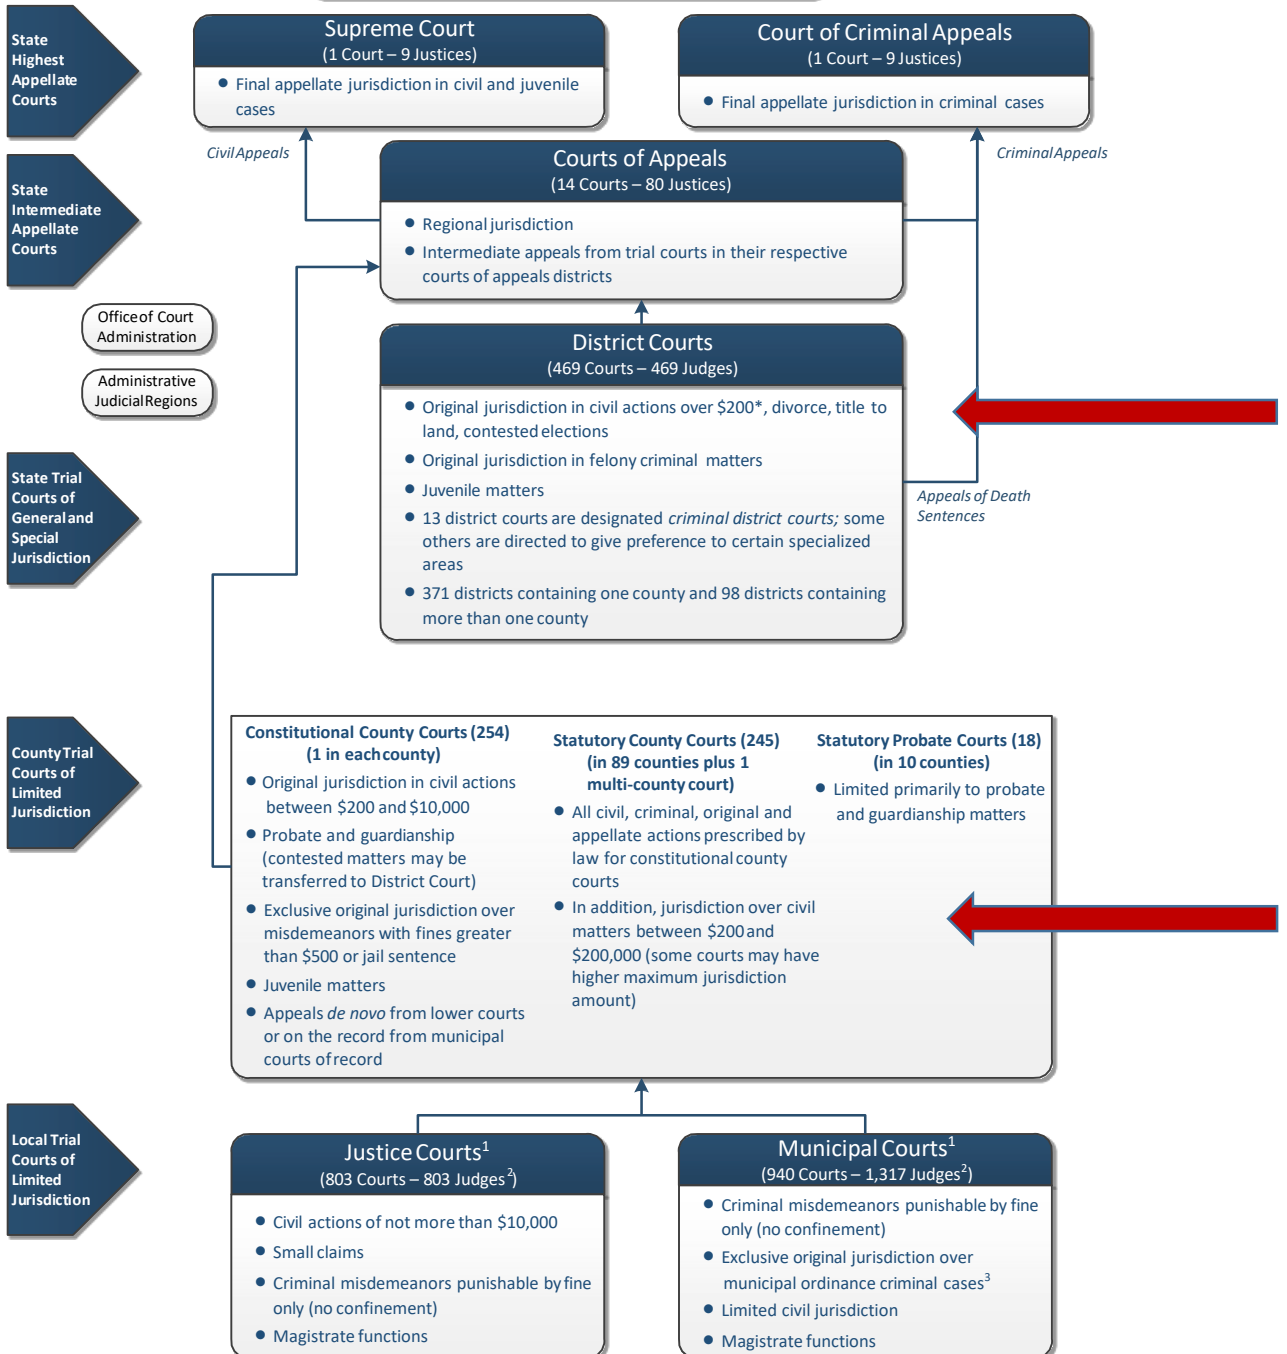 State
Highest
Appellate
Courts
Supreme Court
(1 Court – 9 Justices)
• Final appellate jurisdiction in civil and juvenile
cases
Court of Criminal Appeals
(1 Court – 9 Justices)
• Final appellate jurisdiction in criminal cases
Civil Appeals
Criminal Appeals
State
Intermediate
Appellate
Courts
Courts of Appeals
(14 Courts – 80 Justices)
• Regional jurisdiction
• Intermediate appeals from trial courts in their respective
courts of appeals districts
Office of Court
Administration
Administrative
Judicial Regions
State Trial
Courts of
General and
Special
Jurisdiction
District Courts
(469 Courts – 469 Judges)
• Original jurisdiction in civil actions over $200*, divorce, title to
land, contested elections
• Original jurisdiction in felony criminal matters
• Juvenile matters
• 13 district courts are designated criminal district courts; some
others are directed to give preference to certain specialized
areas
• 371 districts containing one county and 98 districts containing
more than one county
Appeals of Death
Sentences
County Trial
Courts of
Limited
Jurisdiction
Constitutional County Courts (254)
(1 in each county)
• Original jurisdiction in civil actions
between $200 and $10,000
• Probate and guardianship
(contested matters may be
transferred to District Court)
• Exclusive original jurisdiction over
misdemeanors with fines greater
than $500 or jail sentence
• Juvenile matters
• Appeals de novo from lower courts
or on the record from municipal
courts of record
Statutory County Courts (245)
(in 89 counties plus 1
multi-county court)
• All civil, criminal, original and
appellate actions prescribed by
law for constitutional county
courts
• In addition, jurisdiction over civil
matters between $200 and
$200,000 (some courts may have
higher maximum jurisdiction
amount)
Statutory Probate Courts (18)
(in 10 counties)
• Limited primarily to probate
and guardianship matters
Local Trial
Courts of
Limited
Jurisdiction
Justice Courts¹
(803 Courts – 803 Judges²)
• Civil actions of not more than $10,000
• Small claims
• Criminal misdemeanors punishable by fine
only (no confinement)
• Magistrate functions
Municipal Courts¹
(940 Courts – 1,317 Judges²)
• Criminal misdemeanors punishable by fine
only (no confinement)
• Exclusive original jurisdiction over
municipal ordinance criminal cases³
• Limited civil jurisdiction
• Magistrate functions